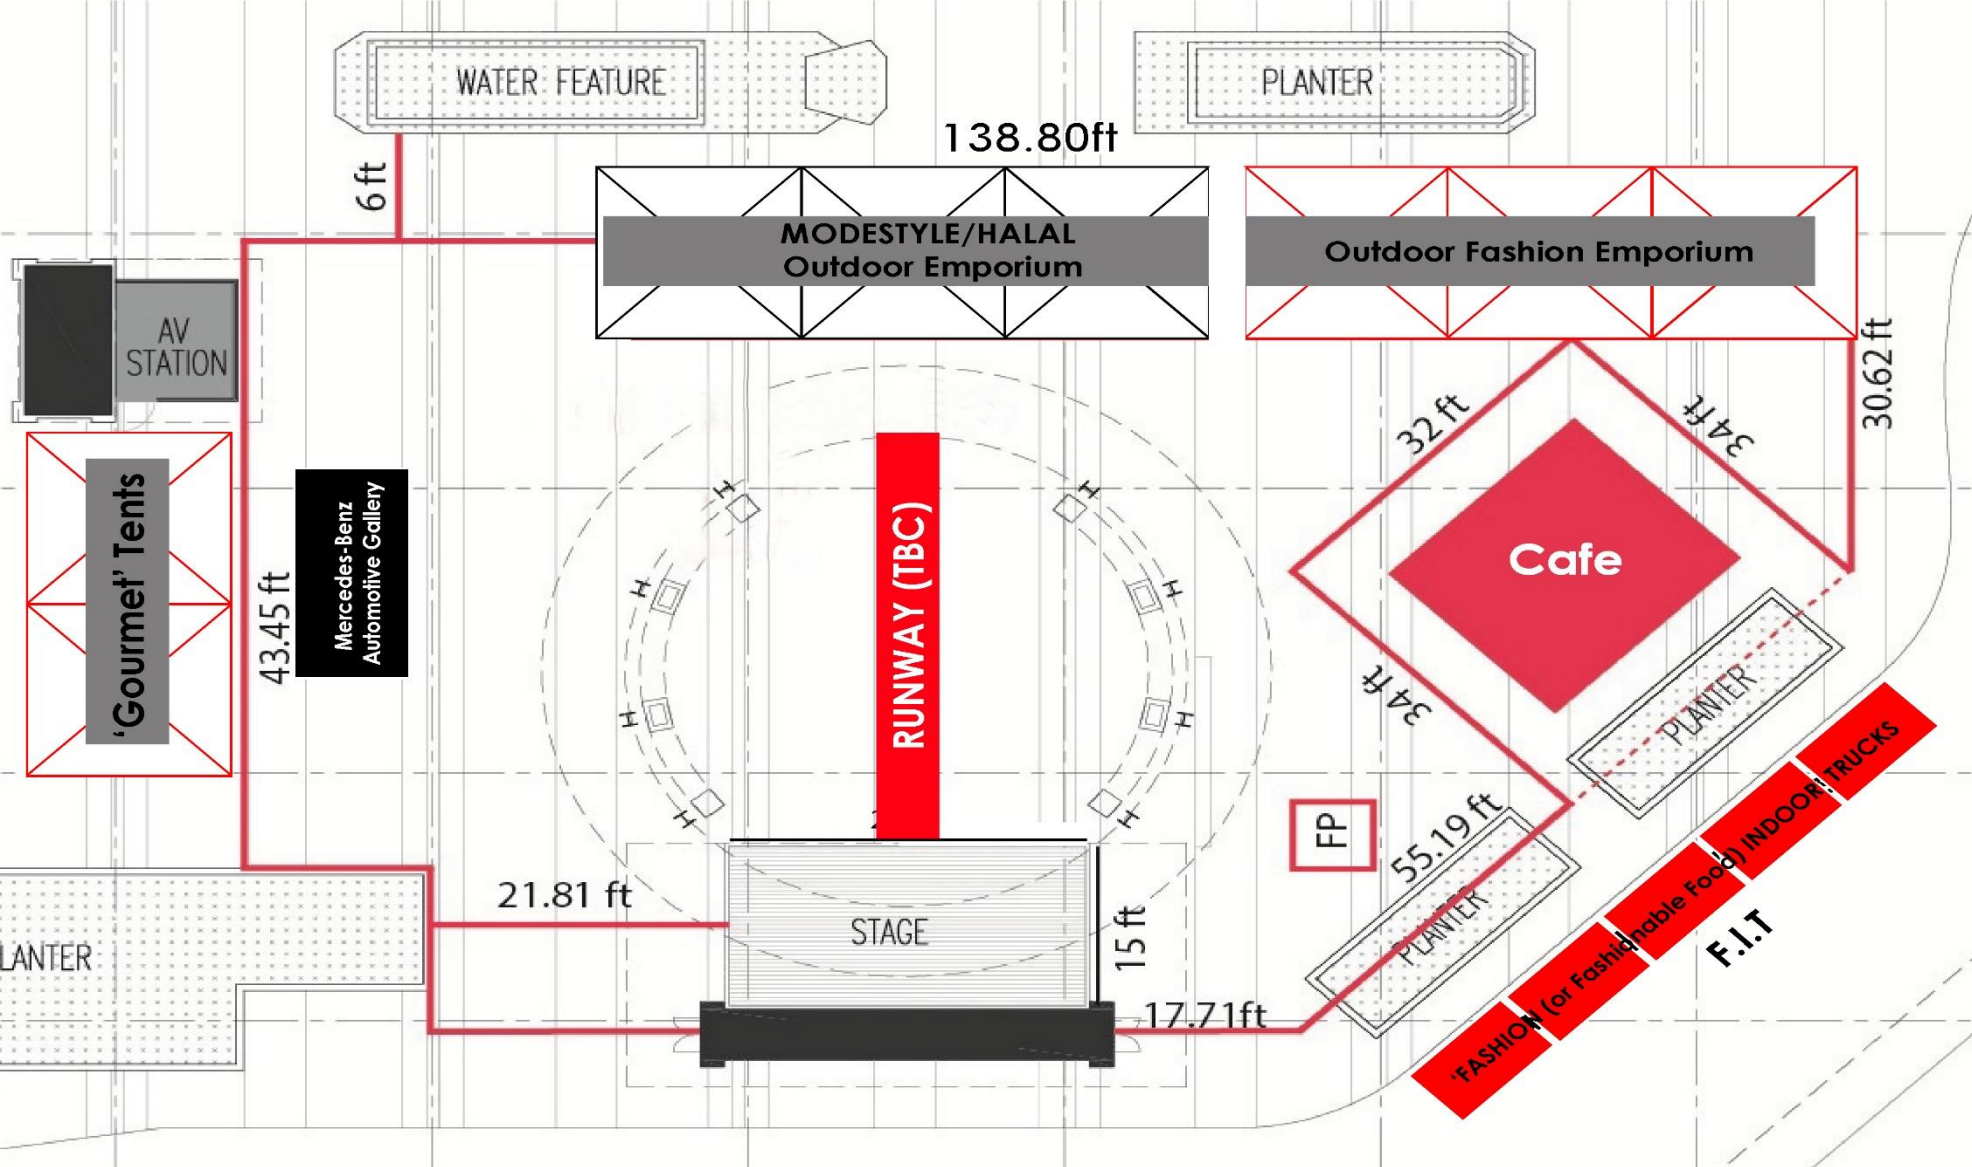 WATER FEATURE
PLANTER
138.80ft
6 ft
MODESTYLE/HALAL
Outdoor Emporium
Outdoor Fashion Emporium
AV
STATION
30.62 ft
32 ft
34 ft
'Gourmet' Tents
43.45 ft
Mercedes-Benz
Automotive Gallery
RUNWAY (TBC)
Cafe
H
H
H
H
H
H
H
H
34 ft
PLANTER
FP
55.19 ft
PLANTER
'FASHION (or Fashionable Food) INDOOR! TRUCKS
F.I.T
21.81 ft
STAGE
15 ft
17.71ft
LANTER